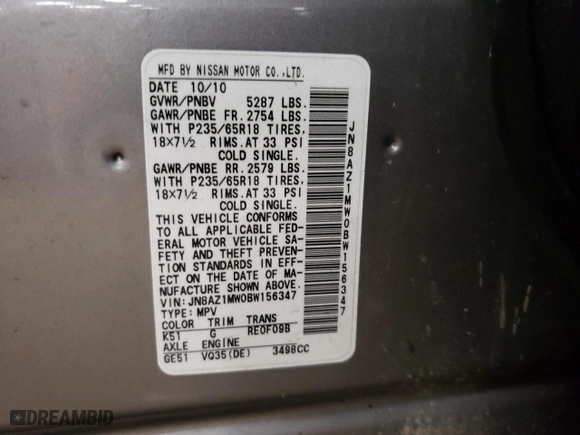 MFD BY NISSAN MOTOR CO.,LTD.
DATE 10/10
GVWR/PNBV 5287 LBS.
GAWR/PNBE FR. 2754 LBS.
WITH P235/65R18 TIRES,
18×7½ RIMS.AT 33 PSI
COLD SINGLE.
GAWR/PNBE RR. 2579 LBS.
WITH P235/65R18 TIRES,
18×7½ RIMS.AT 33 PSI
COLD SINGLE.
THIS VEHICLE CONFORMS
TO ALL APPLICABLE FED-
ERAL MOTOR VEHICLE SA-
FETY AND THEFT PREVEN-
TION STANDARDS IN EFF-
ECT ON THE DATE OF MA-
NUFACTURE SHOWN ABOVE.
VIN: JN8AZ1MW0BW156347
TYPE: MPV
COLOR TRIM TRANS
K51 G RE0F09B
AXLE ENGINE
GE51 VQ35(DE) 3498CC
JN8AZ1MW0BW156347
DREAMBID